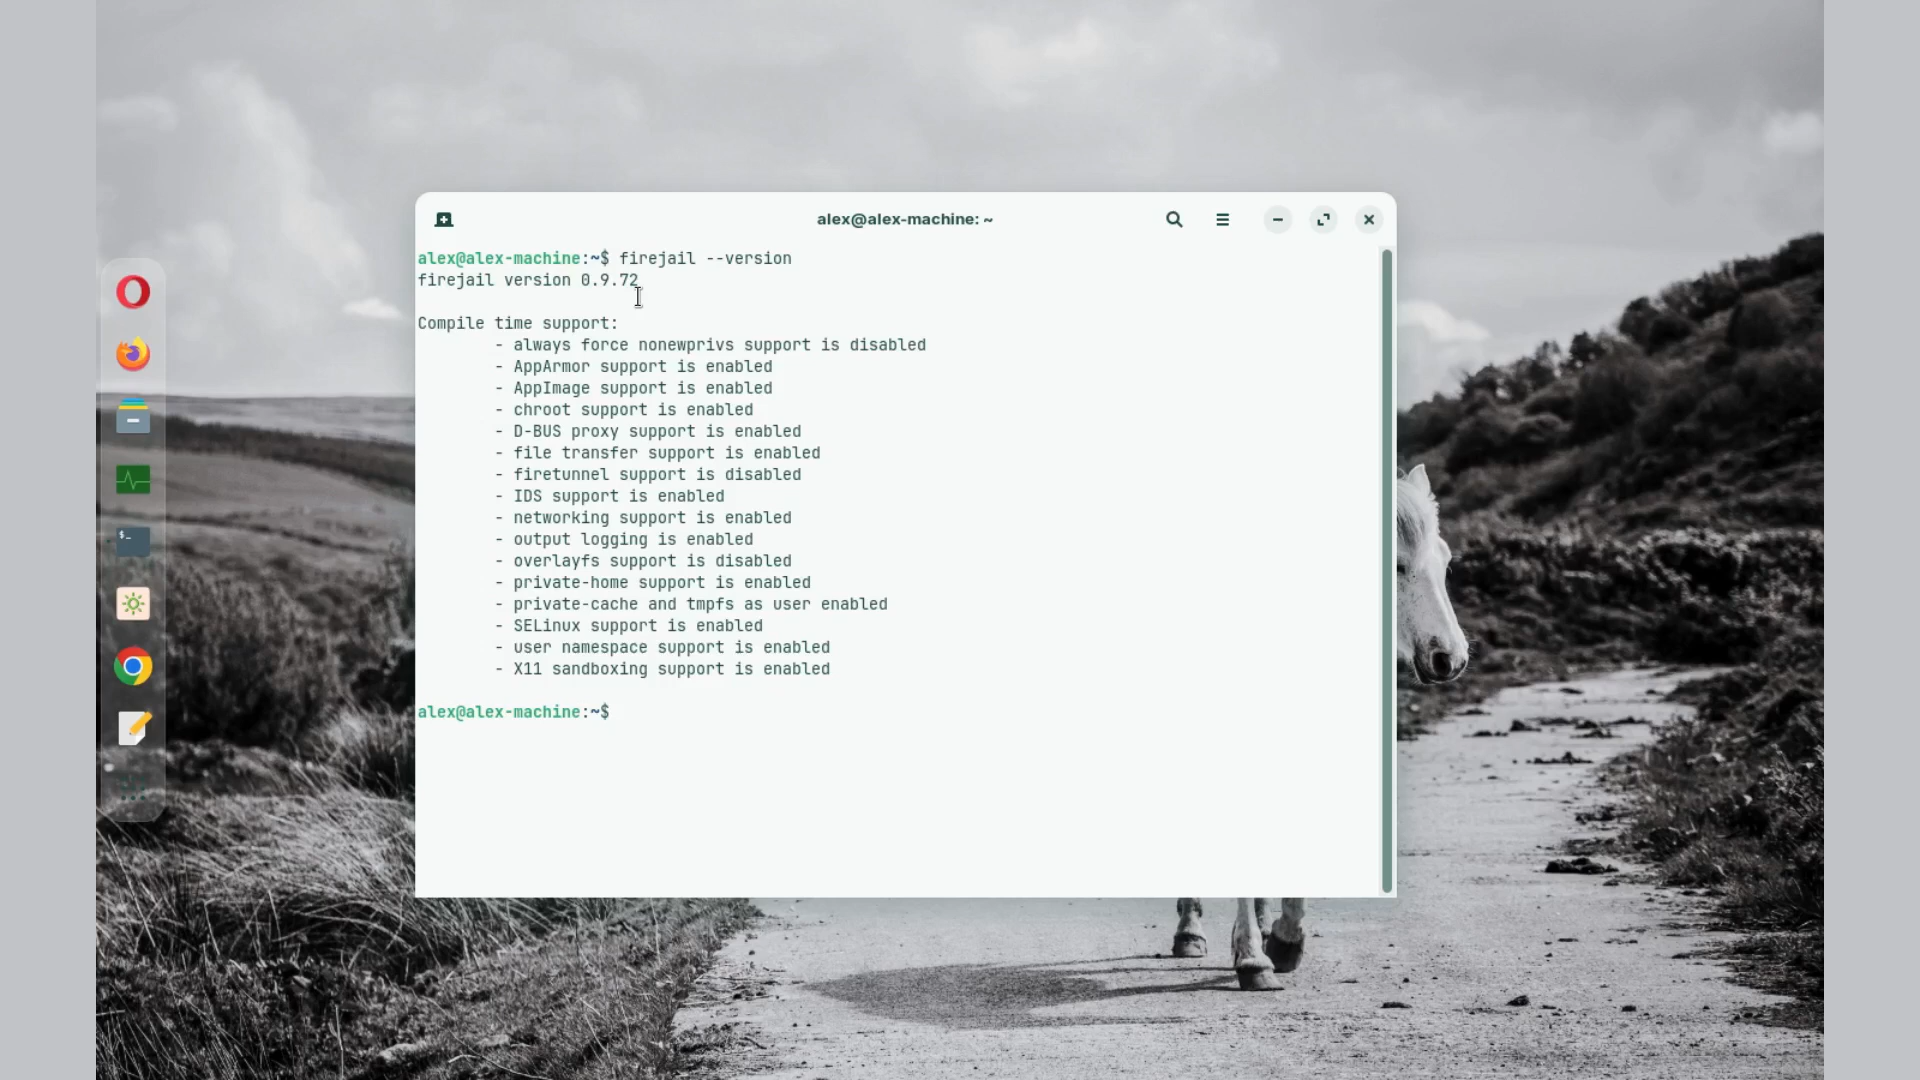 alex@alex-machine: ~
alex@alex-machine:~$ firejail --version
firejail version 0.9.72
Compile time support:
- always force nonewprivs support is disabled
- AppArmor support is enabled
- AppImage support is enabled
- chroot support is enabled
- D-BUS proxy support is enabled
- file transfer support is enabled
- firetunnel support is disabled
- IDS support is enabled
- networking support is enabled
- output logging is enabled
- overlayfs support is disabled
- private-home support is enabled
- private-cache and tmpfs as user enabled
- SELinux support is enabled
- user namespace support is enabled
- X11 sandboxing support is enabled
alex@alex-machine:~$
$_